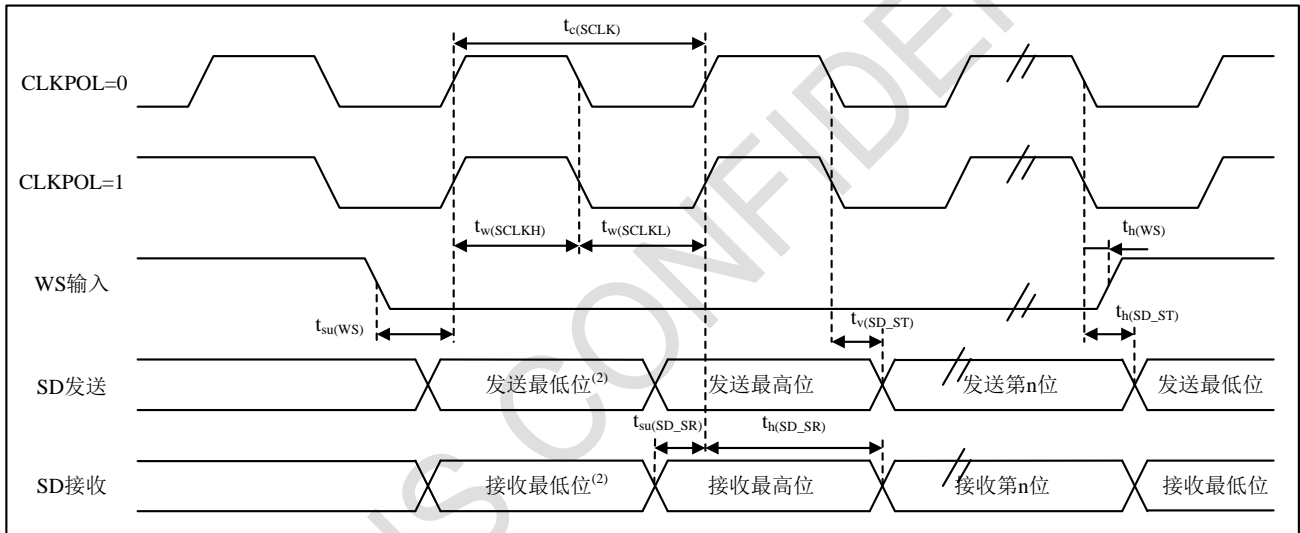 t_c(SCLK)
CLKPOL=0
CLKPOL=1
t_w(SCLKH) t_w(SCLKL) t_h(WS)
WS输入
t_su(WS) t_v(SD_ST) t_h(SD_ST)
SD发送 发送最低位(2) 发送最高位 发送第n位 发送最低位
t_su(SD_SR) t_h(SD_SR)
SD接收 接收最低位(2) 接收最高位 接收第n位 接收最低位
S CONFIDE